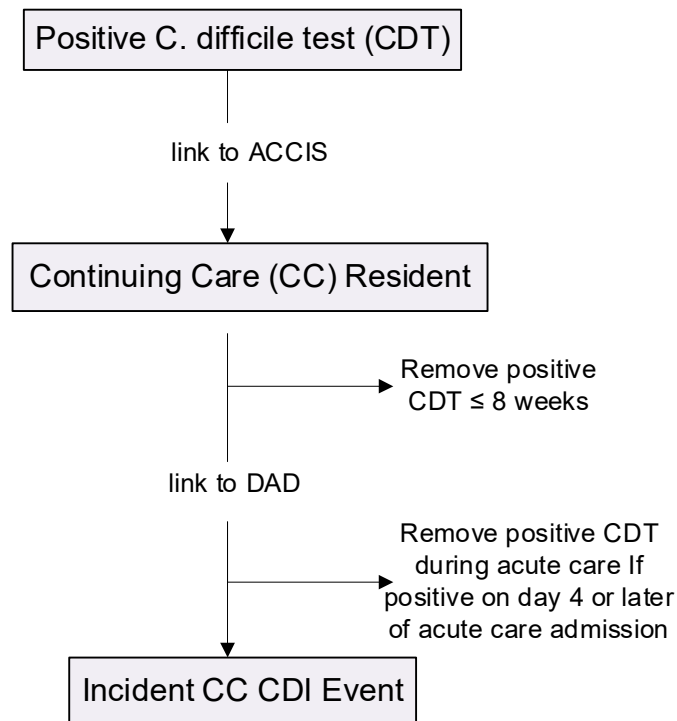 Positive C. difficile test (CDT)
link to ACCIS
Continuing Care (CC) Resident
Remove positive
CDT ≤ 8 weeks
link to DAD
Remove positive CDT
during acute care If
positive on day 4 or later
of acute care admission
Incident CC CDI Event